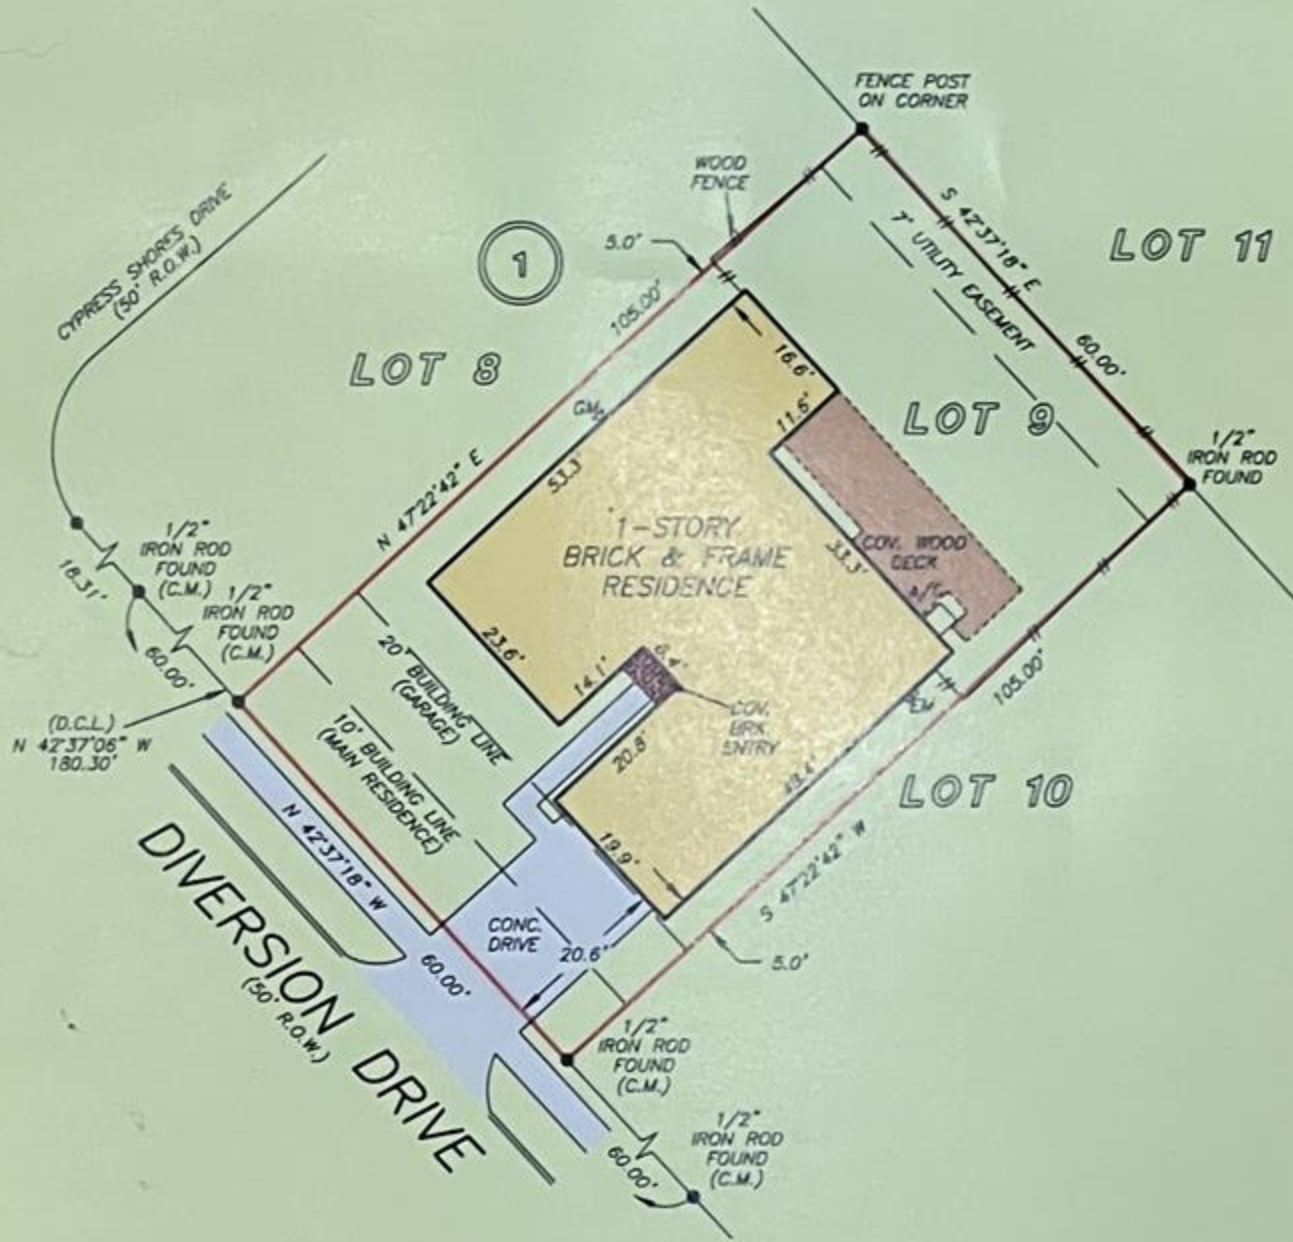 FENCE POST
ON CORNER
WOOD
FENCE
S 42°37'18" E
7' UTILITY EASEMENT
LOT 11
CYPRESS SHORES DRIVE
(50' R.O.W.)
1
5.0'
105.00'
60.00'
LOT 8
16.6'
LOT 9
GM
1/2"
IRON ROD
FOUND
N 47°22'42" E
53.3'
1-STORY
BRICK & FRAME
RESIDENCE
33.3'
COV. WOOD
DECK
A/C
1/2"
IRON ROD
FOUND
(C.M.)
18.31'
1/2"
IRON ROD
FOUND
(C.M.)
60.00'
23.6'
14.1'
20' BUILDING LINE
(GARAGE)
COV.
BRK.
ENTRY
EM
105.00'
(D.C.L.)
N 42°37'06" W
180.30'
10' BUILDING LINE
(MAIN RESIDENCE)
20.8'
49.4'
LOT 10
N 42°37'18" W
19.9'
S 47°22'42" W
DIVERSION DRIVE
(50' R.O.W.)
CONC.
DRIVE
20.6'
5.0'
60.00'
1/2"
IRON ROD
FOUND
(C.M.)
1/2"
IRON ROD
FOUND
(C.M.)
60.00'